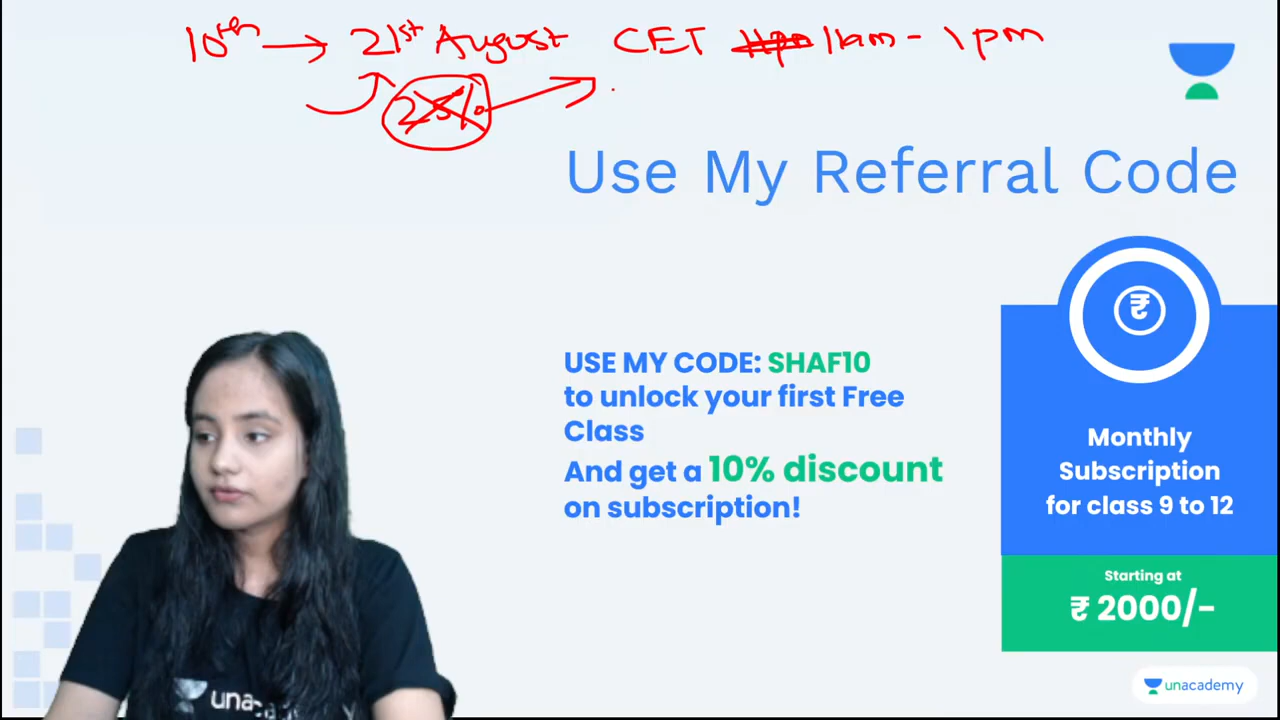 10th → 21st August CET 11am - 1pm
25%
Use My Referral Code
₹
USE MY CODE: SHAF10
to unlock your first Free
Class
And get a 10% discount
on subscription!
Monthly
Subscription
for class 9 to 12
Starting at
₹ 2000/-
unacademy
una